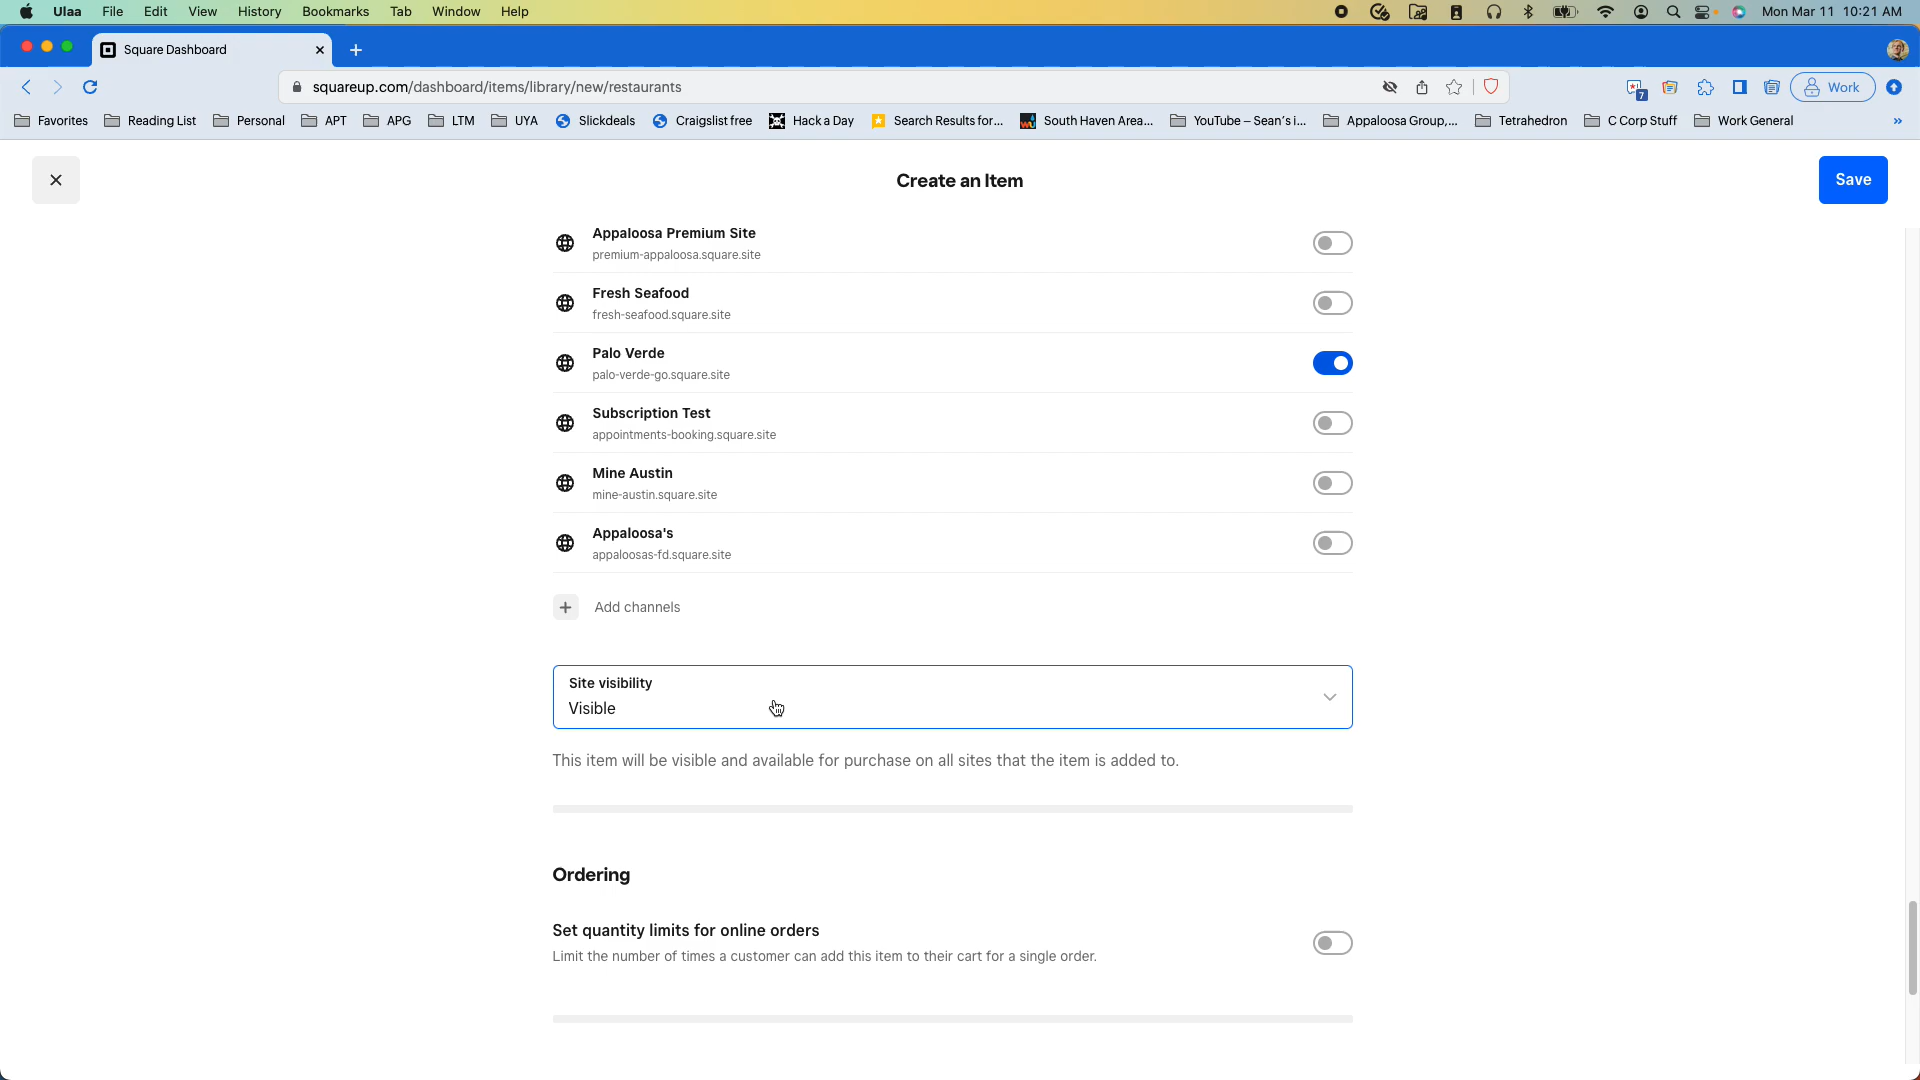 Ulaa File Edit View History Bookmarks Tab Window Help Mon Mar 11 10:21 AM
Square Dashboard
squareup.com/dashboard/items/library/new/restaurants 7 Work
Favorites Reading List Personal APT APG LTM UYA Slickdeals Craigslist free Hack a Day Search Results for... South Haven Area... YouTube – Sean's i... Appaloosa Group,... Tetrahedron C Corp Stuff Work General »
Create an Item
Save
Appaloosa Premium Site
premium-appaloosa.square.site
Fresh Seafood
fresh-seafood.square.site
Palo Verde
palo-verde-go.square.site
Subscription Test
appointments-booking.square.site
Mine Austin
mine-austin.square.site
Appaloosa's
appaloosas-fd.square.site
Add channels
Site visibility
Visible
This item will be visible and available for purchase on all sites that the item is added to.
Ordering
Set quantity limits for online orders
Limit the number of times a customer can add this item to their cart for a single order.